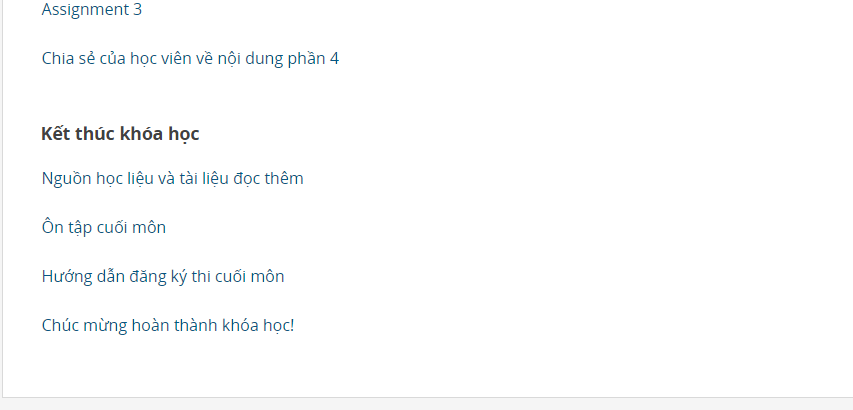 Assignment 3
Chia sẻ của học viên về nội dung phần 4
Kết thúc khóa học
Nguồn học liệu và tài liệu đọc thêm
Ôn tập cuối môn
Hướng dẫn đăng ký thi cuối môn
Chúc mừng hoàn thành khóa học!